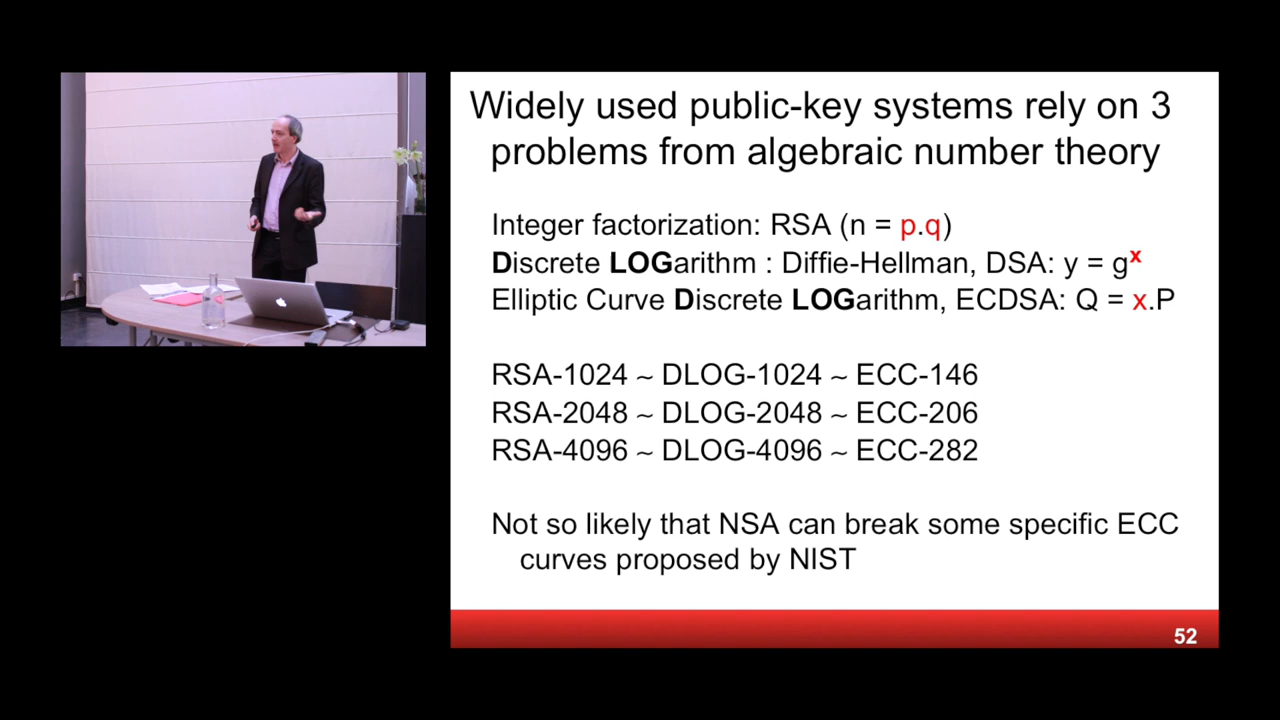 Widely used public-key systems rely on 3
problems from algebraic number theory
Integer factorization: RSA (n = p.q)
Discrete LOGarithm : Diffie-Hellman, DSA: y = gˣ
Elliptic Curve Discrete LOGarithm, ECDSA: Q = x.P
RSA-1024 ~ DLOG-1024 ~ ECC-146
RSA-2048 ~ DLOG-2048 ~ ECC-206
RSA-4096 ~ DLOG-4096 ~ ECC-282
Not so likely that NSA can break some specific ECC
curves proposed by NIST
52